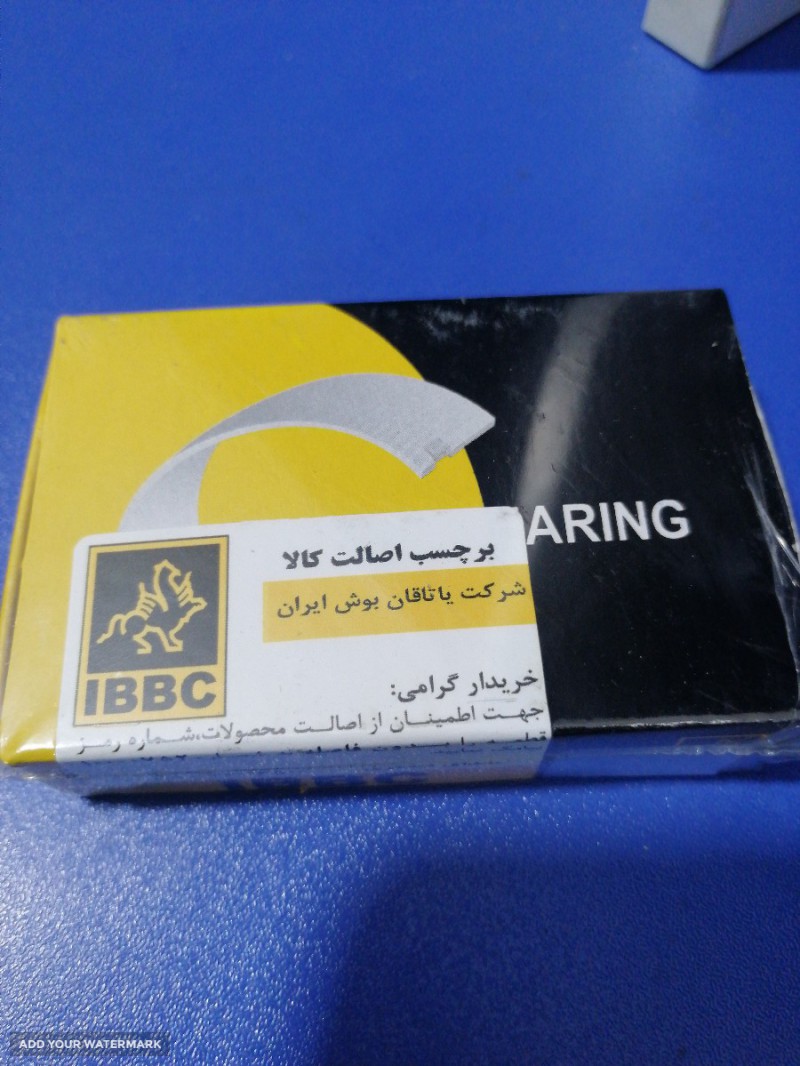 ARING
برچسب اصالت کالا
شرکت یاتاقان بوش ایران
IBBC
خریدار گرامی:
جهت اطمینان از اصالت محصولات،شماره رمز
ADD YOUR WATERMARK